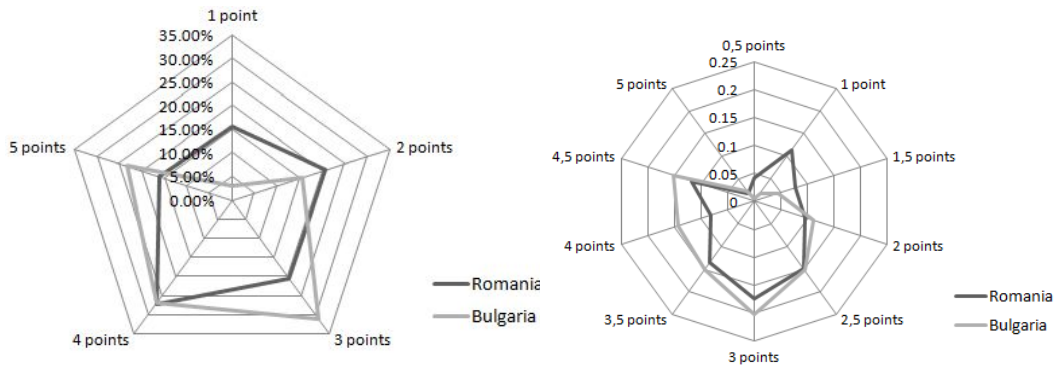 1 point
35.00%
30.00%
25.00%
20.00%
15.00%
10.00%
5.00%
0.00%
5 points
2 points
4 points
3 points
Romania
Bulgaria
0,5 points
0.25
0.2
0.15
0.1
0.05
0
5 points
1 point
4,5 points
1,5 points
4 points
2 points
3,5 points
2,5 points
3 points
Romania
Bulgaria